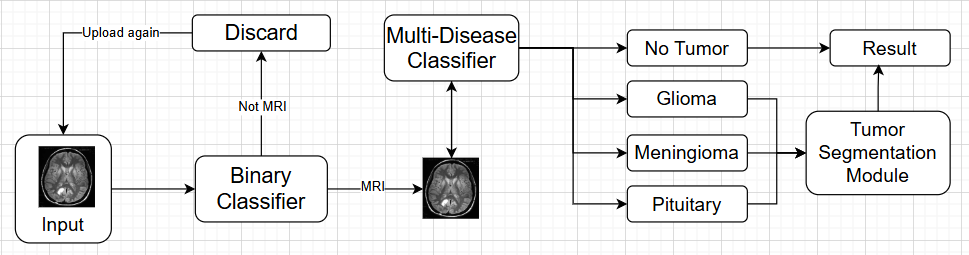 Upload again
Discard
Not MRI
Input
Binary
Classifier
MRI
Multi-Disease
Classifier
No Tumor
Glioma
Meningioma
Pituitary
Result
Tumor
Segmentation
Module